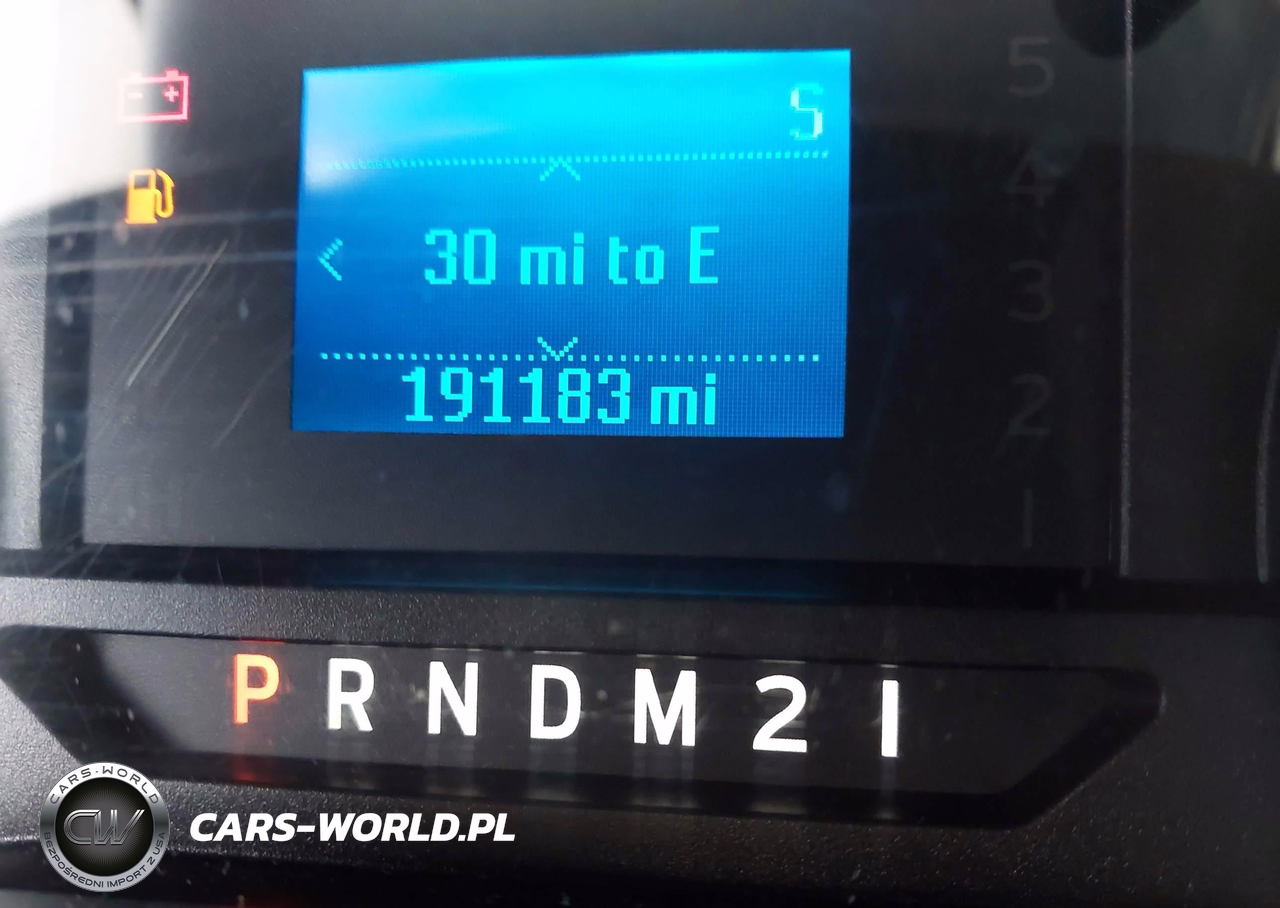 S
30 mi to E
191183 mi
5
4
3
2
1
P R N D M 2 1
CARS-WORLD
CW
BEZPOŚREDNI IMPORT Z USA
CARS-WORLD.PL